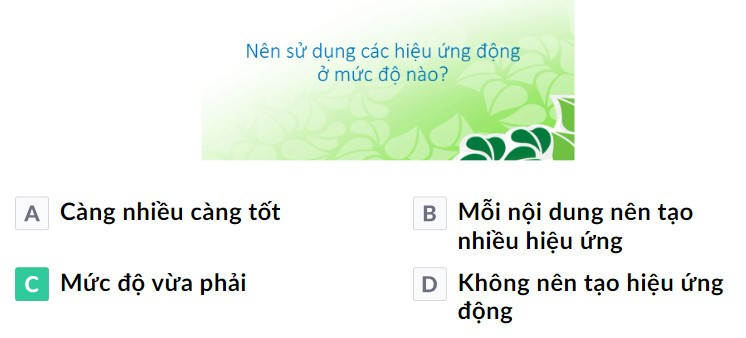 Nên sử dụng các hiệu ứng động
ở mức độ nào?
A Càng nhiều càng tốt
B Mỗi nội dung nên tạo
nhiều hiệu ứng
C Mức độ vừa phải
D Không nên tạo hiệu ứng
động